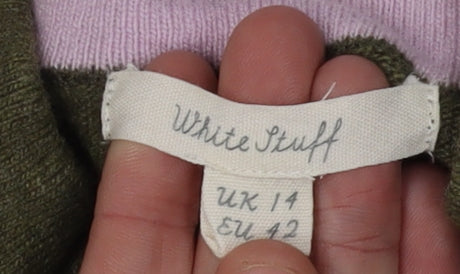 White Stuff
UK 14
EU 42